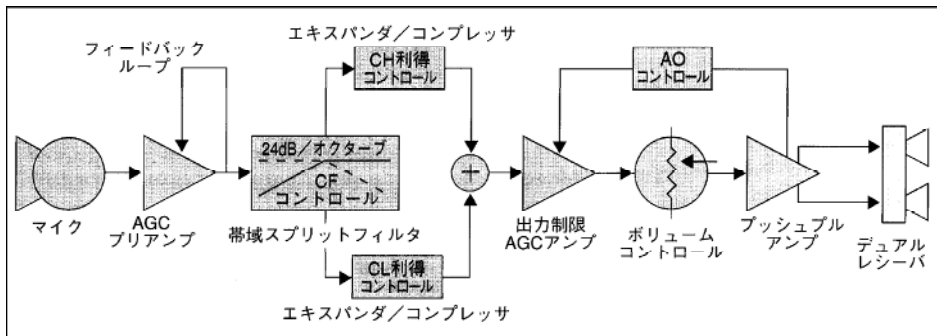 エキスパンダ／コンプレッサ
フィードバック
ループ
CH利得
コントロール
AO
コントロール
24dB／オクターブ
CF
コントロール
マイク
AGC
プリアンプ
帯域スプリットフィルタ
出力制限
AGCアンプ
ボリューム
コントロール
プッシュプル
アンプ
デュアル
レシーバ
CL利得
コントロール
エキスパンダ／コンプレッサ